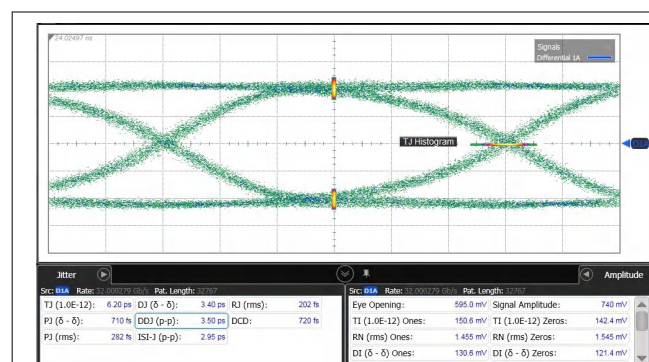 24.02497 ns
Signals
Differential 1A
TJ Histogram
D1A
Jitter
Amplitude
Src: D1A Rate: 32.000279 Gb/s Pat. Length: 32767
TJ (1.0E-12): 6.20 ps DJ (δ - δ): 3.40 ps RJ (rms): 202 fs
PJ (δ - δ): 710 fs DDJ (p-p): 3.50 ps DCD: 720 fs
PJ (rms): 282 fs ISI-J (p-p): 2.95 ps
Src: D1A Rate: 32.000279 Gb/s Pat. Length: 32767
Eye Opening: 595.0 mV Signal Amplitude: 740 mV
TI (1.0E-12) Ones: 150.6 mV TI (1.0E-12) Zeros: 142.4 mV
RN (rms) Ones: 1.455 mV RN (rms) Zeros: 1.545 mV
DI (δ - δ) Ones: 130.6 mV DI (δ - δ) Zeros: 121.4 mV